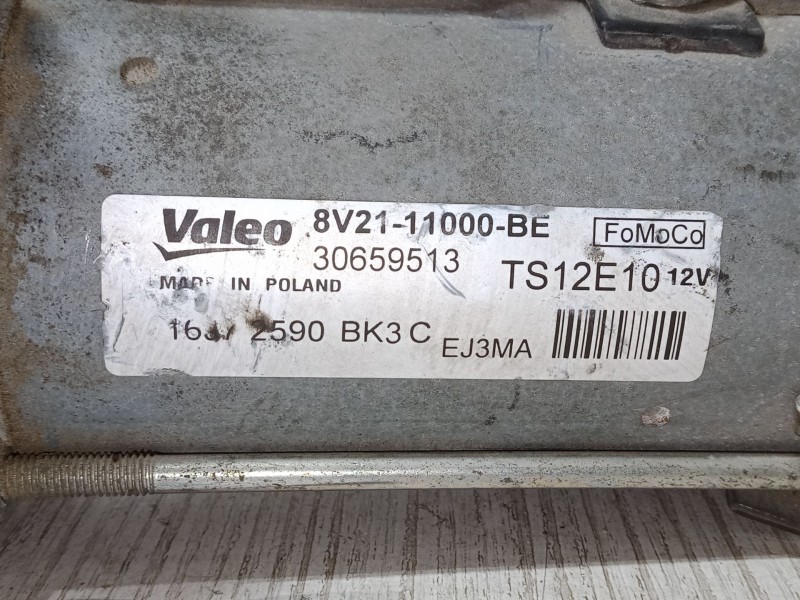 Valeo 8V21-11000-BE FoMoCo
30659513 TS12E10 12V
MADE IN POLAND
2590 BK3 C EJ3MA